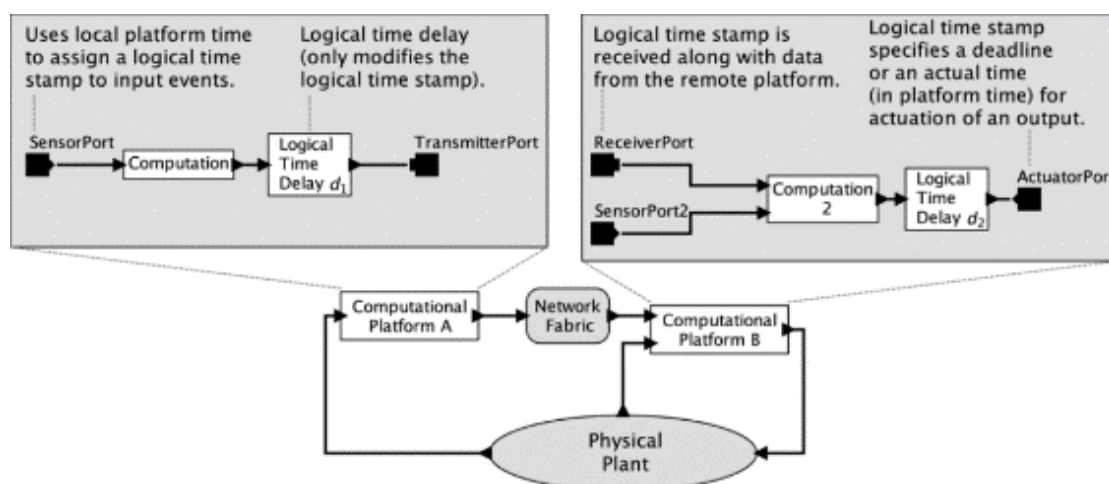 Uses local platform time
to assign a logical time
stamp to input events.
Logical time delay
(only modifies the
logical time stamp).
SensorPort
Computation
Logical
Time
Delay d1
TransmitterPort
Logical time stamp is
received along with data
from the remote platform.
Logical time stamp
specifies a deadline
or an actual time
(in platform time) for
actuation of an output.
ReceiverPort
SensorPort2
Computation
2
Logical
Time
Delay d2
ActuatorPor
Computational
Platform A
Network
Fabric
Computational
Platform B
Physical
Plant